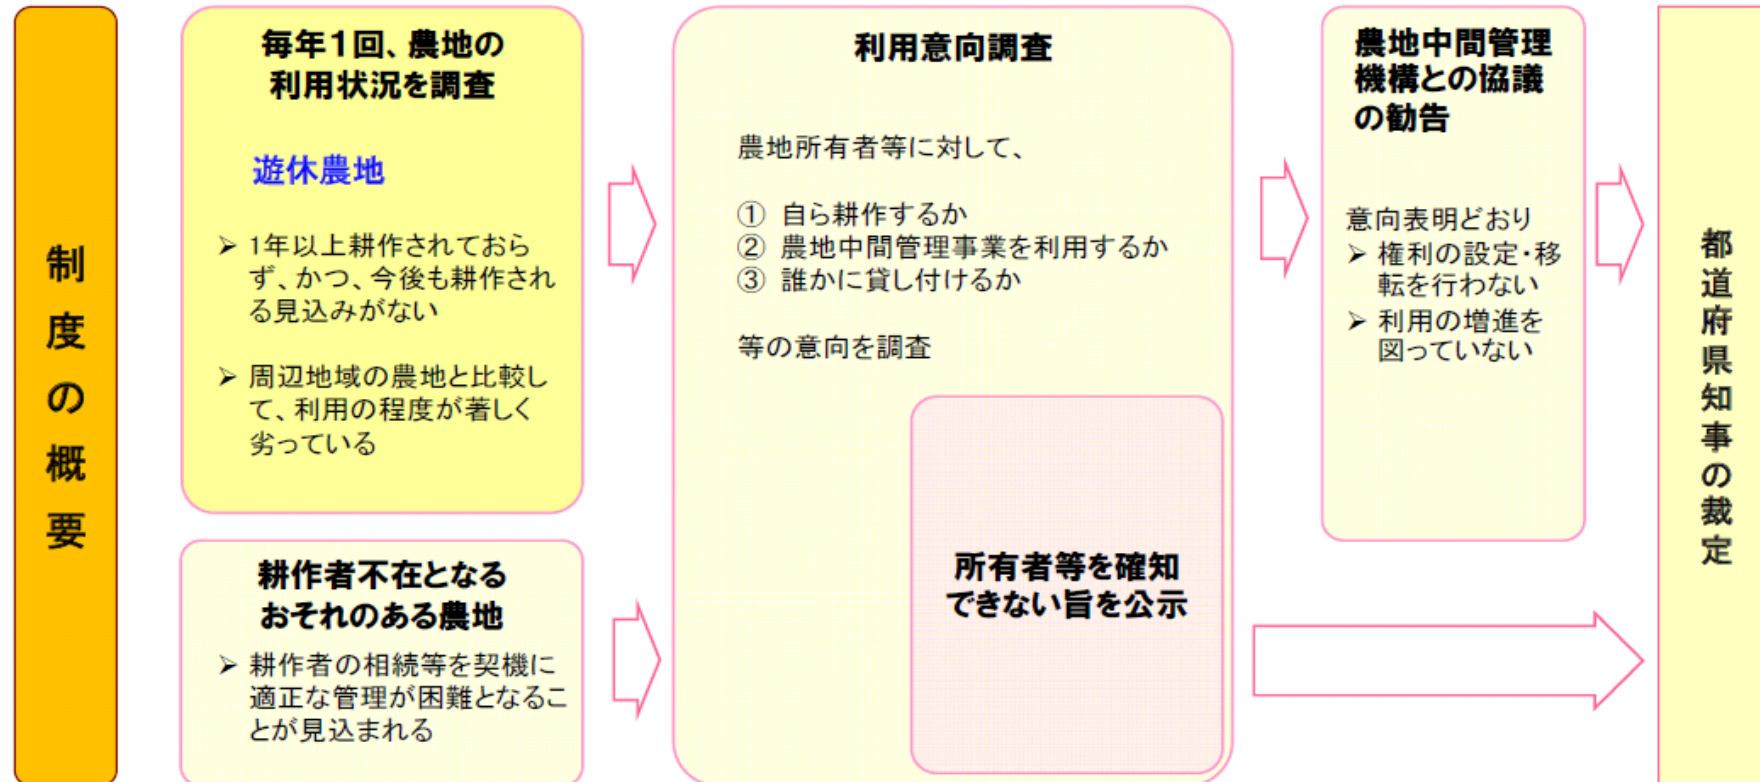 制度の概要
毎年1回、農地の
利用状況を調査
遊休農地
➢ 1年以上耕作されておら
ず、かつ、今後も耕作され
る見込みがない
➢ 周辺地域の農地と比較し
て、利用の程度が著しく
劣っている
耕作者不在となる
おそれのある農地
➢ 耕作者の相続等を契機に
適正な管理が困難となるこ
とが見込まれる
利用意向調査
農地所有者等に対して、
① 自ら耕作するか
② 農地中間管理事業を利用するか
③ 誰かに貸し付けるか
等の意向を調査
所有者等を確知
できない旨を公示
農地中間管理
機構との協議
の勧告
意向表明どおり
➢ 権利の設定・移
転を行わない
➢ 利用の増進を
図っていない
都道府県知事の裁定